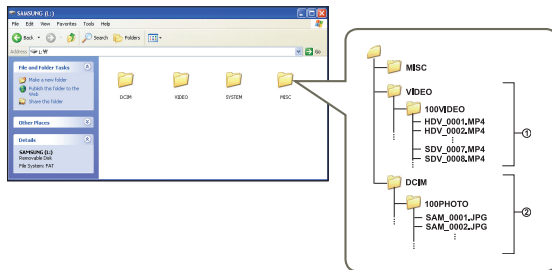 SAMSUNG (L:)
File Edit View Favorites Tools Help
Back Search Folders
Address L:\ Go
File and Folder Tasks
Make a new folder
Publish this folder to the Web
Share this folder
Other Places
Details
SAMSUNG (L:)
Removable Disk
File System: FAT
DCIM VIDEO SYSTEM MISC
MISC
VIDEO
100VIDEO
HDV_0001.MP4
HDV_0002.MP4
SDV_0007.MP4
SDV_0008.MP4
①
DCIM
100PHOTO
SAM_0001.JPG
SAM_0002.JPG
②